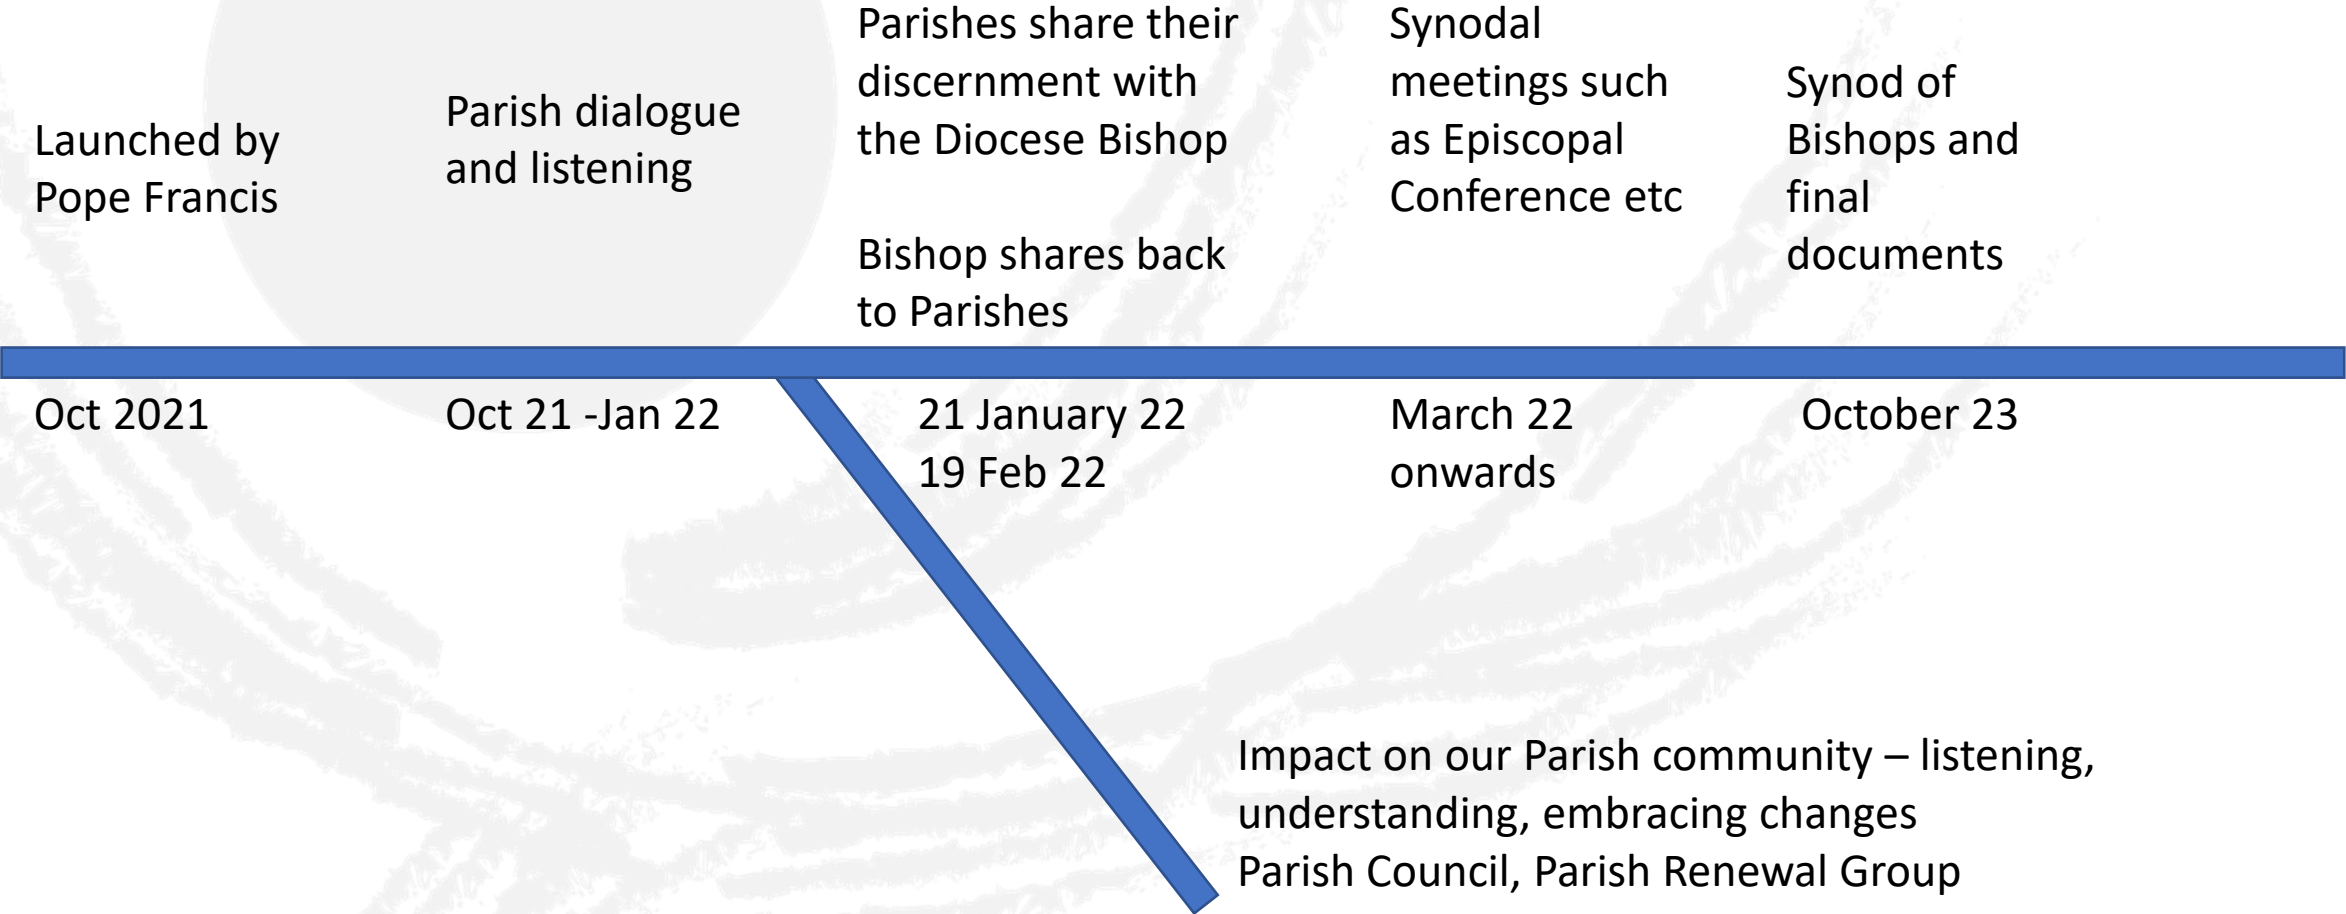 Launched by
Pope Francis
Parish dialogue
and listening
Parishes share their
discernment with
the Diocese Bishop
Bishop shares back
to Parishes
Synodal
meetings such
as Episcopal
Conference etc
Synod of
Bishops and
final
documents
Oct 2021
Oct 21 -Jan 22
21 January 22
19 Feb 22
March 22
onwards
October 23
Impact on our Parish community – listening,
understanding, embracing changes
Parish Council, Parish Renewal Group